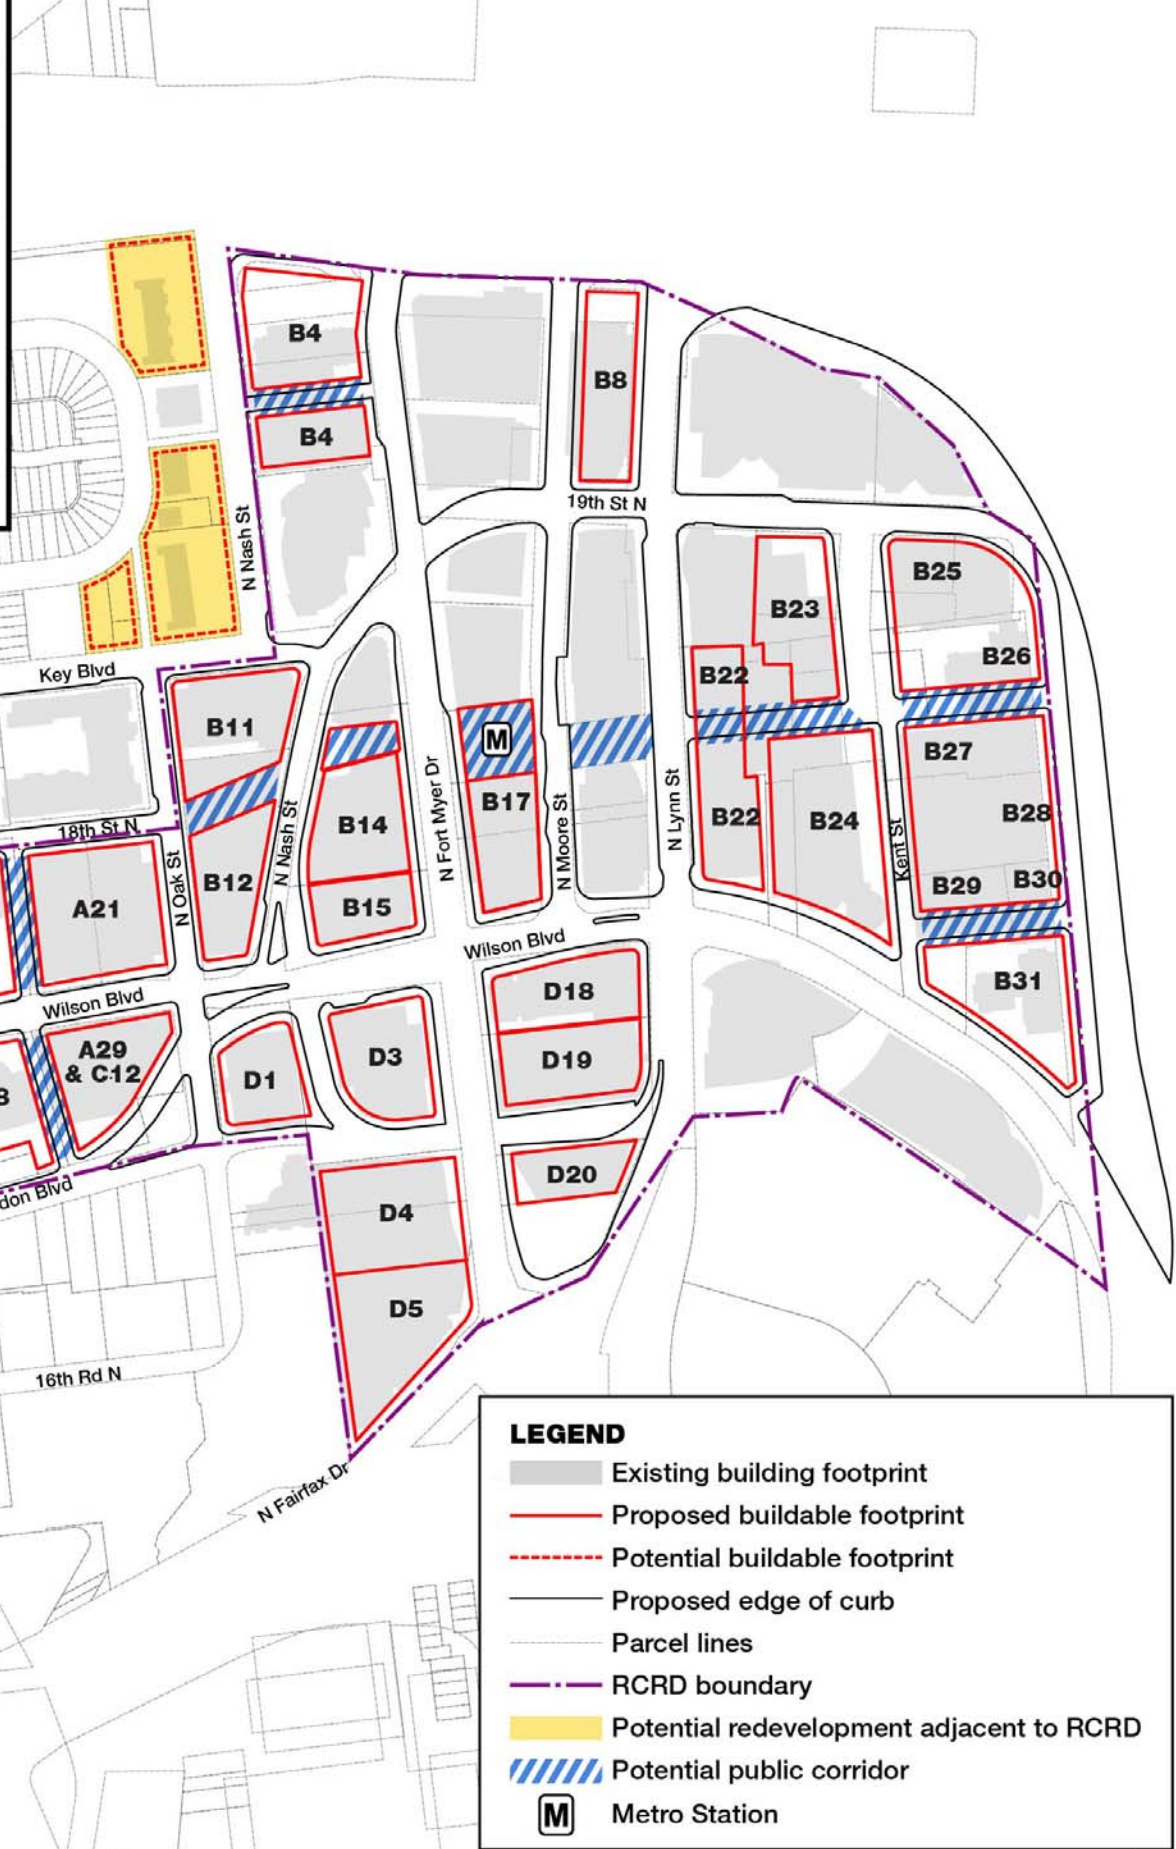 B4
B8
B4
19th St N
N Nash St
B25
B23
B26
Key Blvd
B22
B11
M
B27
N Fort Myer Dr
B17
N Moore St
N Lynn St
B22
B24
B28
B14
18th St N
N Nash St
Kent St
B12
N Oak St
A21
B15
B29
B30
Wilson Blvd
B31
D18
Wilson Blvd
A29
& C12
D3
D19
D1
D20
don Blvd
D4
D5
16th Rd N
N Fairfax Dr
LEGEND
Existing building footprint
Proposed buildable footprint
Potential buildable footprint
Proposed edge of curb
Parcel lines
RCRD boundary
Potential redevelopment adjacent to RCRD
Potential public corridor
M Metro Station